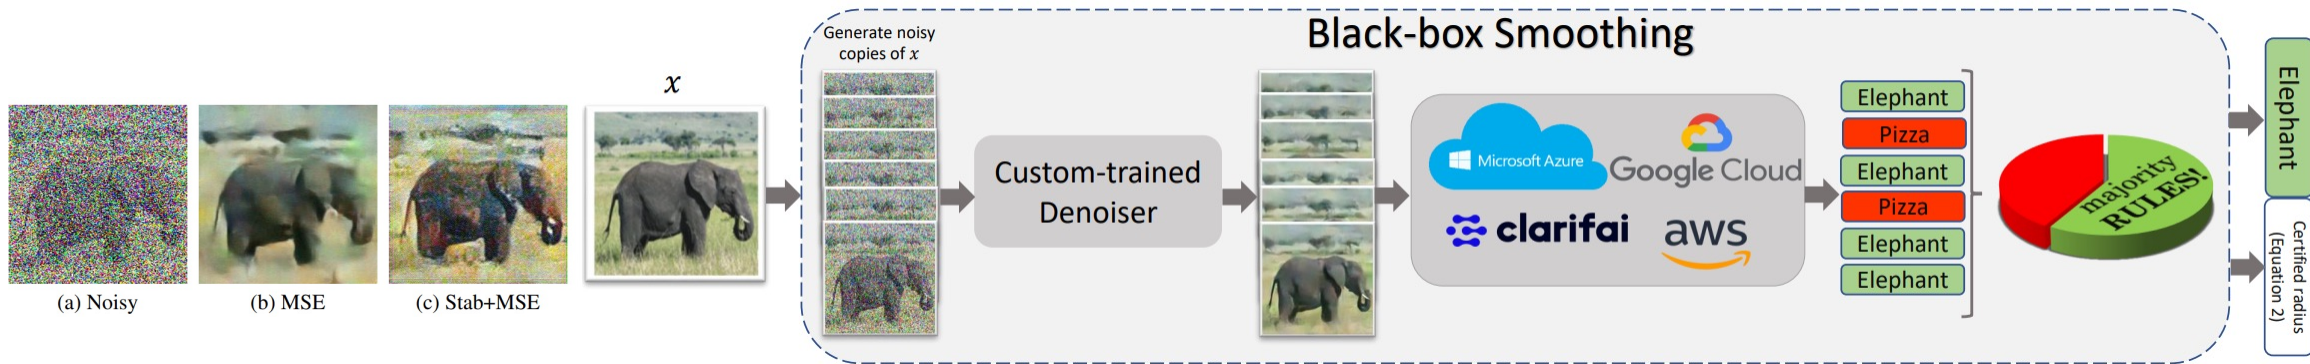 (a) Noisy
(b) MSE
(c) Stab+MSE
x
Black-box Smoothing
Generate noisy
copies of x
Custom-trained
Denoiser
Microsoft Azure
Google Cloud
clarifai
aws
Elephant
Pizza
Elephant
Pizza
Elephant
Elephant
majority
RULES!
Elephant
Certified radius
(Equation 2)